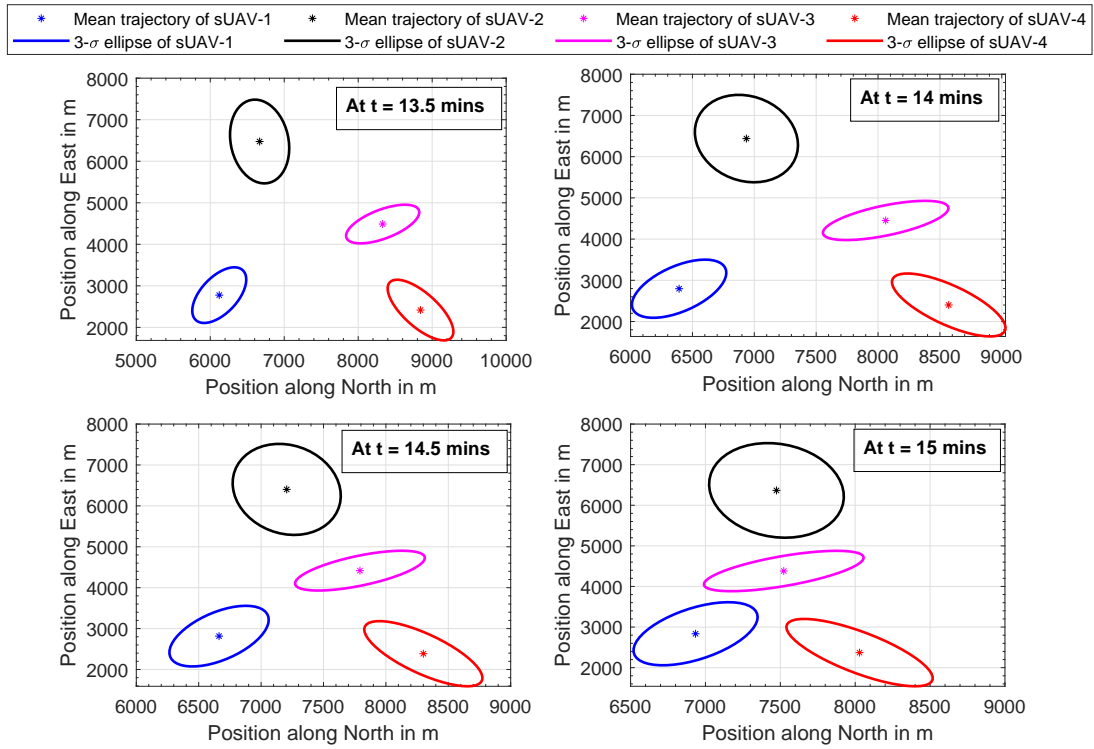 Mean trajectory of sUAV-1 Mean trajectory of sUAV-2 Mean trajectory of sUAV-3 Mean trajectory of sUAV-4
3-σ ellipse of sUAV-1 3-σ ellipse of sUAV-2 3-σ ellipse of sUAV-3 3-σ ellipse of sUAV-4
At t = 13.5 mins
Position along East in m
8000
7000
6000
5000
4000
3000
2000
5000 6000 7000 8000 9000 10000
Position along North in m
At t = 14 mins
Position along East in m
8000
7000
6000
5000
4000
3000
2000
6000 6500 7000 7500 8000 8500 9000
Position along North in m
At t = 14.5 mins
Position along East in m
8000
7000
6000
5000
4000
3000
2000
6000 6500 7000 7500 8000 8500 9000
Position along North in m
At t = 15 mins
Position along East in m
8000
7000
6000
5000
4000
3000
2000
6500 7000 7500 8000 8500 9000
Position along North in m